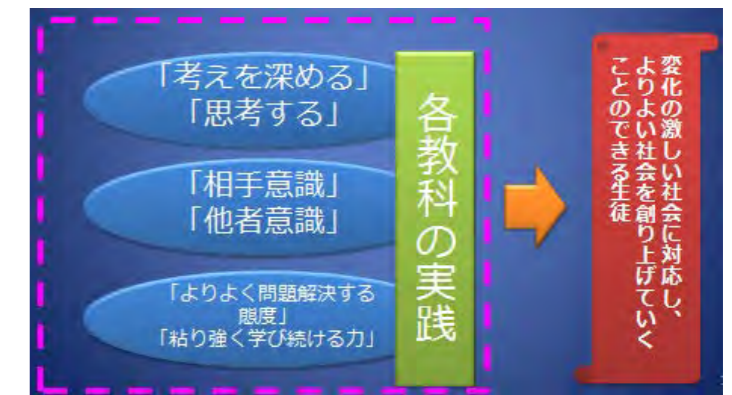 「考えを深める」
「思考する」
「相手意識」
「他者意識」
「よりよく問題解決する
態度」
「粘り強く学び続ける力」
各教科の実践
変化の激しい社会に対応し、
よりよい社会を創り上げていく
ことのできる生徒